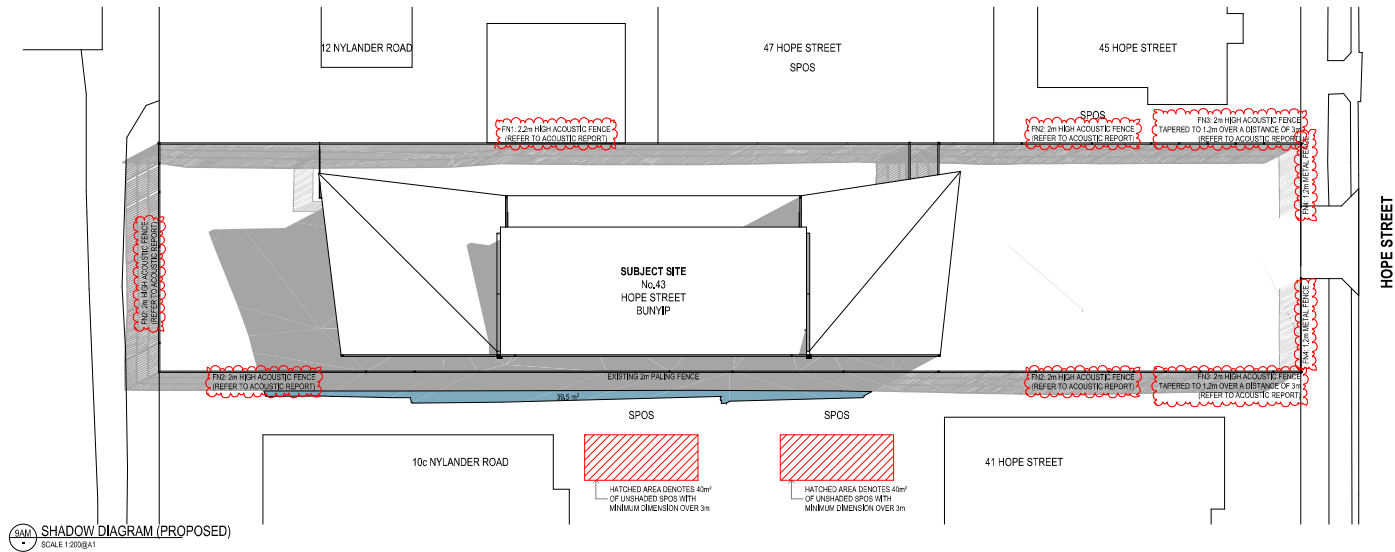 12 NYLANDER ROAD
47 HOPE STREET
SPOS
45 HOPE STREET
SPOS
FN1: 2.2m HIGH ACOUSTIC FENCE
(REFER TO ACOUSTIC REPORT)
FN2: 2m HIGH ACOUSTIC FENCE
(REFER TO ACOUSTIC REPORT)
FN3: 2m HIGH ACOUSTIC FENCE
TAPERED TO 1.2m OVER A DISTANCE OF 3m
(REFER TO ACOUSTIC REPORT)
FN4: 1.2m METAL FENCE
HOPE STREET
FN2: 2m HIGH ACOUSTIC FENCE
(REFER TO ACOUSTIC REPORT)
SUBJECT SITE
No.43
HOPE STREET
BUNYIP
FN4: 1.2m METAL FENCE
FN2: 2m HIGH ACOUSTIC FENCE
(REFER TO ACOUSTIC REPORT)
EXISTING 2m PALING FENCE
FN2: 2m HIGH ACOUSTIC FENCE
(REFER TO ACOUSTIC REPORT)
FN3: 2m HIGH ACOUSTIC FENCE
TAPERED TO 1.2m OVER A DISTANCE OF 3m
(REFER TO ACOUSTIC REPORT)
39.5 m²
SPOS
SPOS
10c NYLANDER ROAD
41 HOPE STREET
HATCHED AREA DENOTES 40m²
OF UNSHADED SPOS WITH
MINIMUM DIMENSION OVER 3m
HATCHED AREA DENOTES 40m²
OF UNSHADED SPOS WITH
MINIMUM DIMENSION OVER 3m
9AM
-
SHADOW DIAGRAM (PROPOSED)
SCALE 1:200@A1